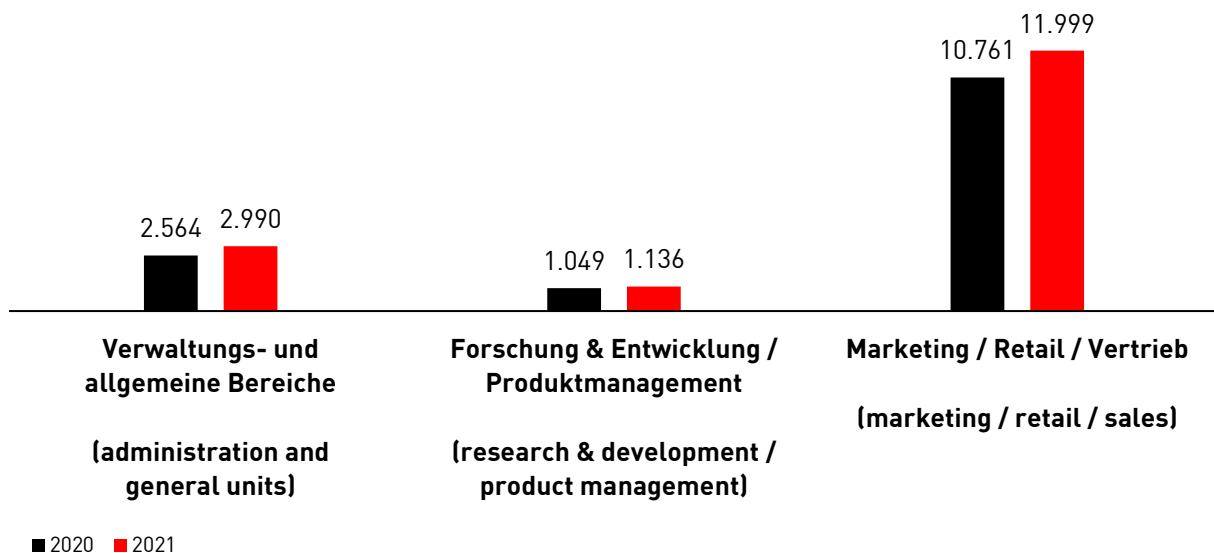 2.564
2.990
1.049
1.136
10.761
11.999
Verwaltungs- und
allgemeine Bereiche
(administration and
general units)
Forschung & Entwicklung /
Produktmanagement
(research & development /
product management)
Marketing / Retail / Vertrieb
(marketing / retail / sales)
2020 2021